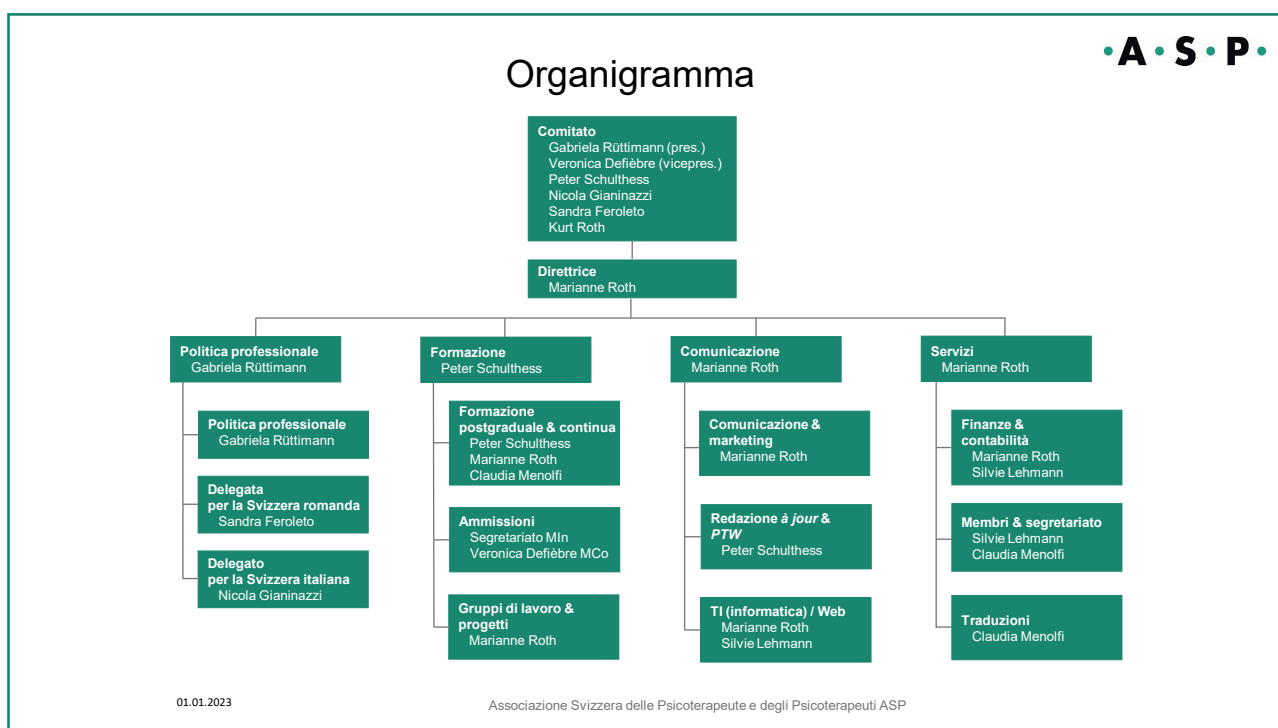 • A • S • P •
Organigramma
Comitato
Gabriela Rüttimann (pres.)
Veronica Defièbre (vicepres.)
Peter Schulthess
Nicola Gianinazzi
Sandra Feroleto
Kurt Roth
Direttrice
Marianne Roth
Politica professionale
Gabriela Rüttimann
Politica professionale
Gabriela Rüttimann
Delegata
per la Svizzera romanda
Sandra Feroleto
Delegato
per la Svizzera italiana
Nicola Gianinazzi
Formazione
Peter Schulthess
Formazione
postgraduale & continua
Peter Schulthess
Marianne Roth
Claudia Menolfi
Ammissioni
Segretariato MIn
Veronica Defièbre MCo
Gruppi di lavoro &
progetti
Marianne Roth
Comunicazione
Marianne Roth
Comunicazione &
marketing
Marianne Roth
Redazione à jour &
PTW
Peter Schulthess
TI (informatica) / Web
Marianne Roth
Silvie Lehmann
Servizi
Marianne Roth
Finanze &
contabilità
Marianne Roth
Silvie Lehmann
Membri & segretariato
Silvie Lehmann
Claudia Menolfi
Traduzioni
Claudia Menolfi
01.01.2023
Associazione Svizzera delle Psicoterapeute e degli Psicoterapeuti ASP